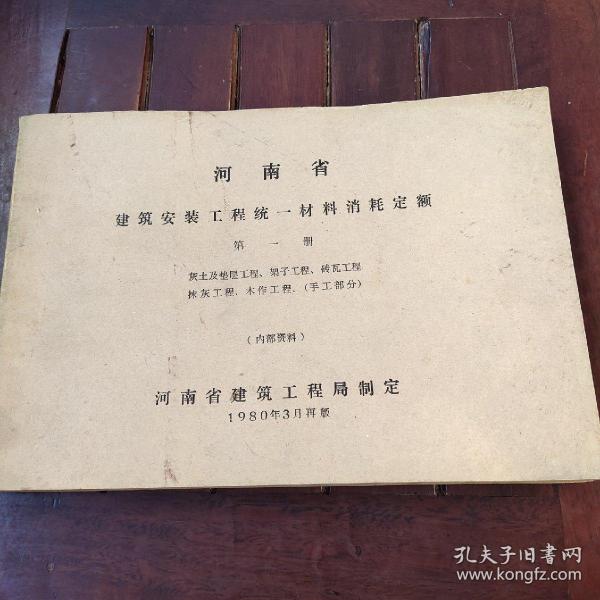 河南省
建筑安装工程统一材料消耗定额
第一册
灰土及垫层工程、架子工程、砖瓦工程
抹灰工程、木作工程.(手工部分)
(内部资料)
河南省建筑工程局制定
1980年3月再版
孔夫子旧书网
www.kongfz.com